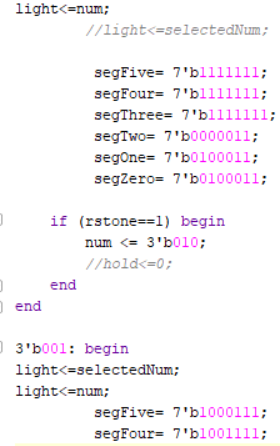 light<=num;
//light<=selectedNum;
segFive= 7'b1111111;
segFour= 7'b1111111;
segThree= 7'b1111111;
segTwo= 7'b0000011;
segOne= 7'b0100011;
segZero= 7'b0100011;
if (rstone==1) begin
num <= 3'b010;
//hold<=0;
end
end
3'b001: begin
light<=selectedNum;
light<=num;
segFive= 7'b1000111;
segFour= 7'b1001111;